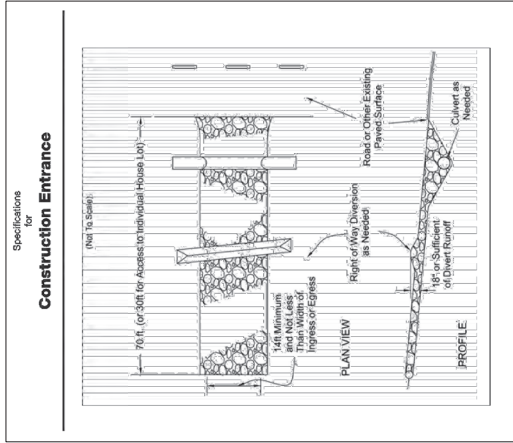 Specifications
for
Construction Entrance
(Not To Scale)
70 ft. (or 30ft for Access to Individual House Lot)
14ft Minimum
and Not Less
Than Width of
Ingress or Egress
Right of Way Diversion
as Needed
Road or Other Existing
Paved Surface
PLAN VIEW
18" or Sufficient
of Divert Runoff
Culvert as
Needed
PROFILE